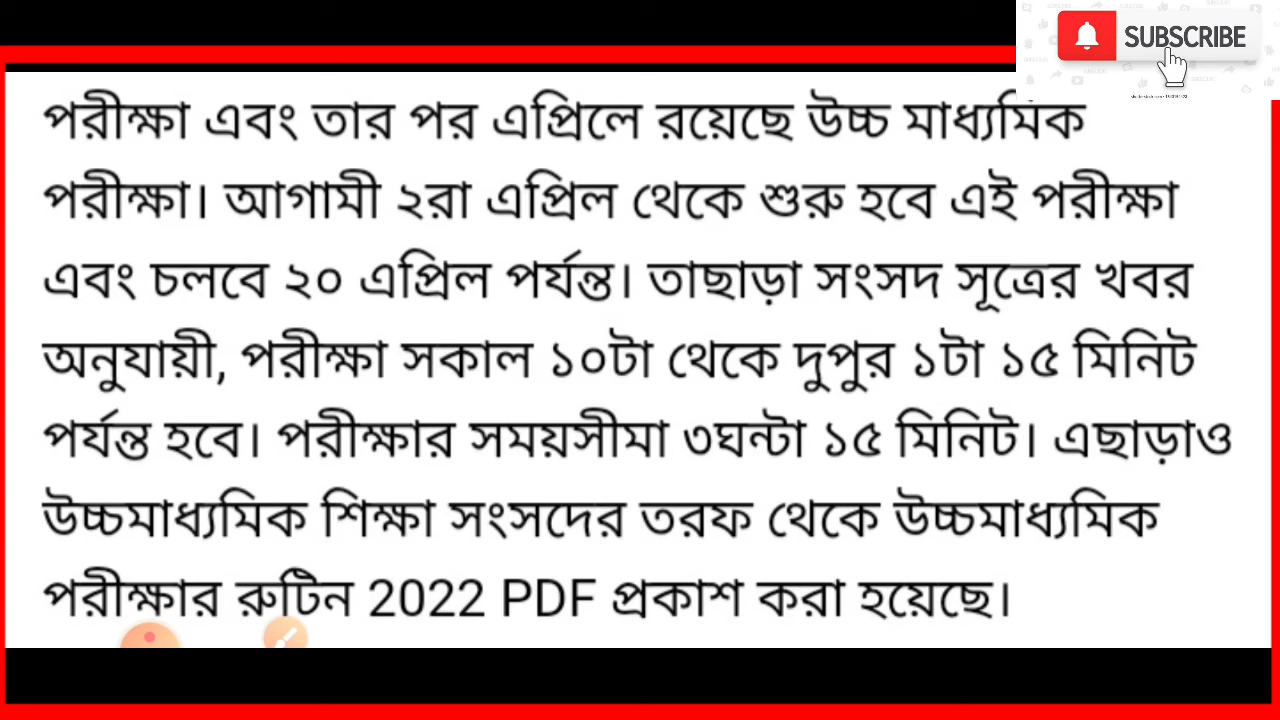 SUBSCRIBE
পরীক্ষা এবং তার পর এপ্রিলে রয়েছে উচ্চ মাধ্যমিক
পরীক্ষা। আগামী ২রা এপ্রিল থেকে শুরু হবে এই পরীক্ষা
এবং চলবে ২০ এপ্রিল পর্যন্ত। তাছাড়া সংসদ সূত্রের খবর
অনুযায়ী, পরীক্ষা সকাল ১০টা থেকে দুপুর ১টা ১৫ মিনিট
পর্যন্ত হবে। পরীক্ষার সময়সীমা ৩ঘন্টা ১৫ মিনিট। এছাড়াও
উচ্চমাধ্যমিক শিক্ষা সংসদের তরফ থেকে উচ্চমাধ্যমিক
পরীক্ষার রুটিন 2022 PDF প্রকাশ করা হয়েছে।